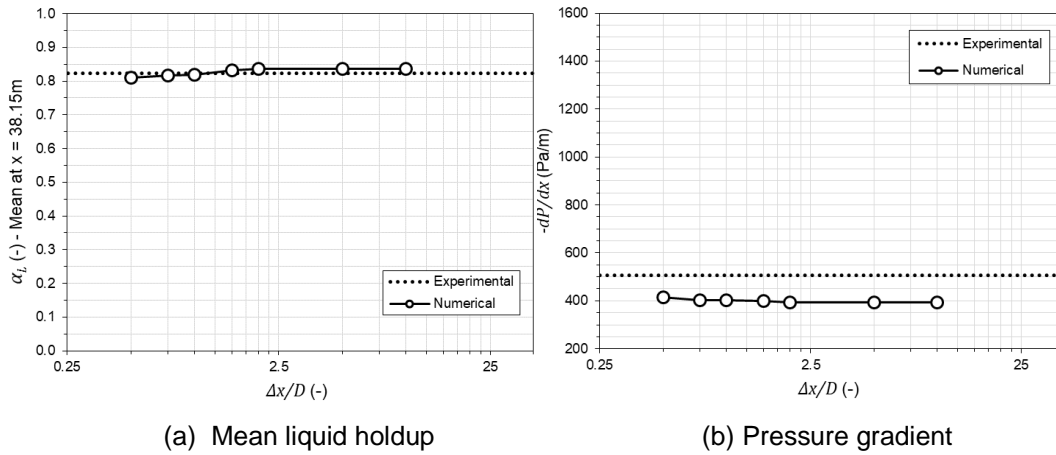 1.0
0.9
0.8
0.7
0.6
0.5
0.4
0.3
0.2
0.1
0.0
α_L (-) - Mean at x = 38.15m
Experimental
Numerical
0.25 2.5 25
Δx/D (-)
(a) Mean liquid holdup
1600
1400
1200
1000
800
600
400
200
-dP/dx (Pa/m)
Experimental
Numerical
0.25 2.5 25
Δx/D (-)
(b) Pressure gradient